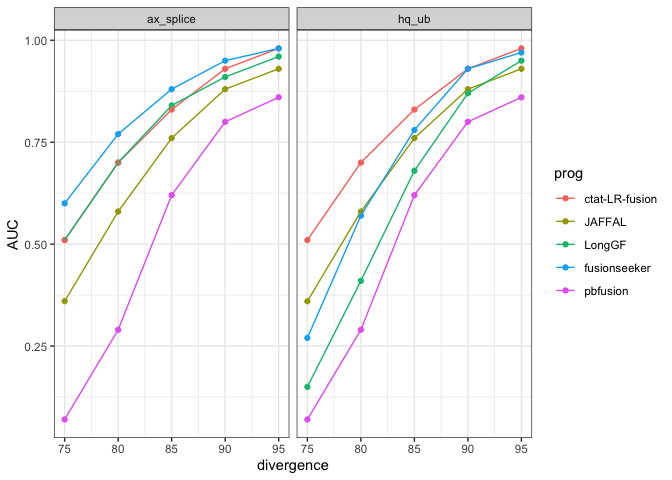 ax_splice
hq_ub
1.00
0.75
0.50
0.25
AUC
75 80 85 90 95
75 80 85 90 95
divergence
prog
ctat-LR-fusion
JAFFAL
LongGF
fusionseeker
pbfusion